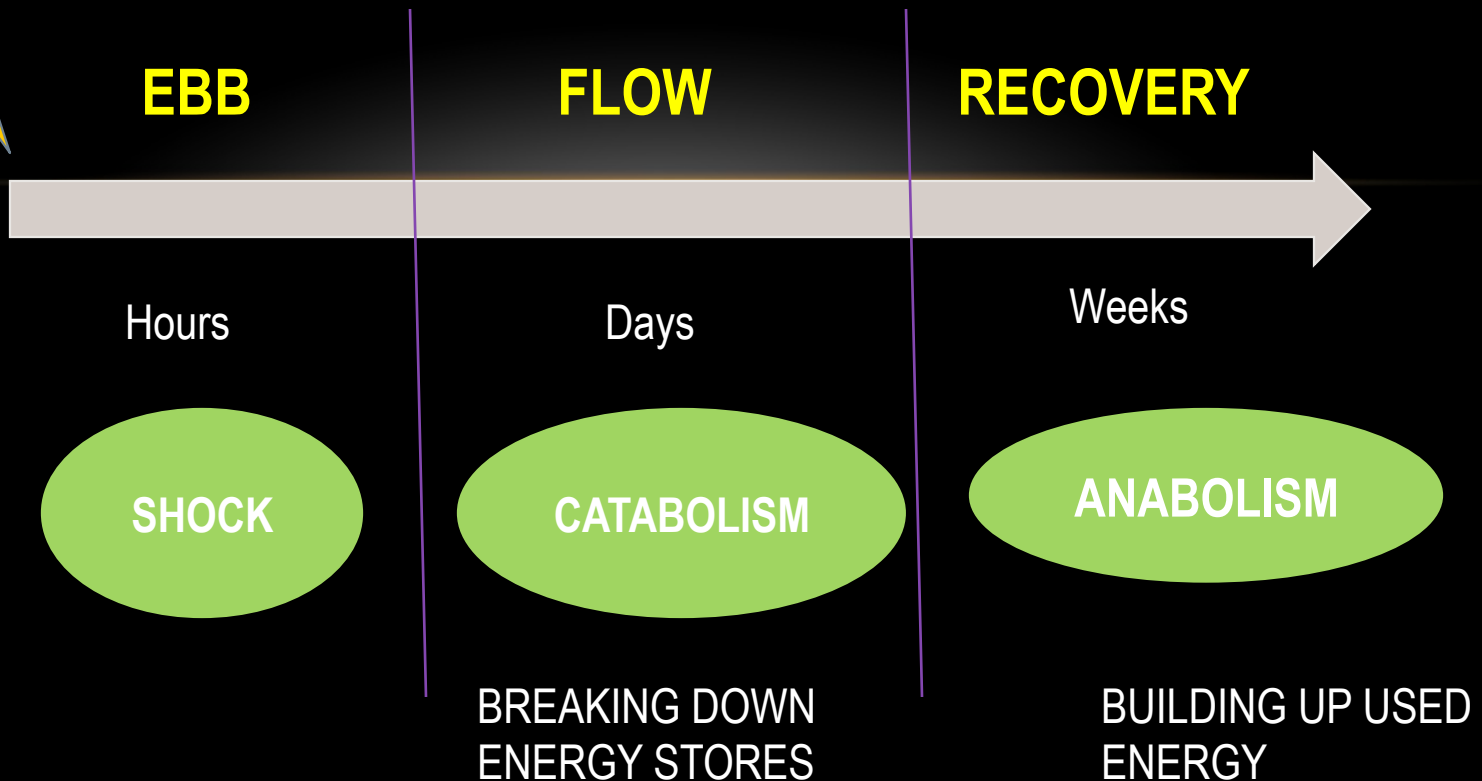 EBB
FLOW
RECOVERY
Hours
Days
Weeks
SHOCK
CATABOLISM
ANABOLISM
BREAKING DOWN
ENERGY STORES
BUILDING UP USED
ENERGY